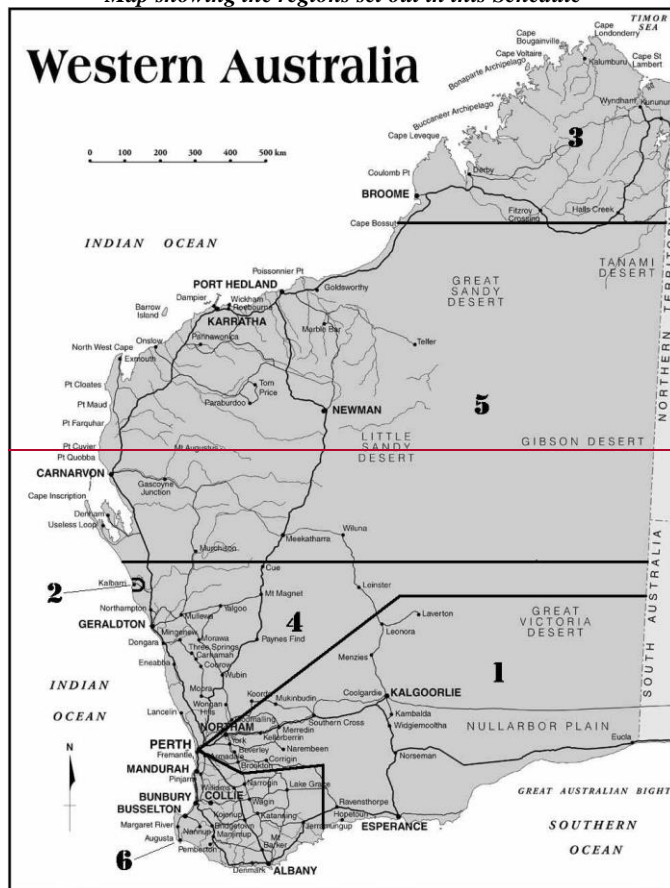 Map showing the regions set out in this Schedule
Western Australia
TIMOR
SEA
Cape
Londonderry
Cape
Bougainville
Cape Voltaire
Kalumburu
Cape St
Lambert
Bonaparte Archipelago
Wyndham
Kununurra
Buccaneer Archipelago
Cape Leveque
3
0 100 200 300 400 500 km
Coulomb Pt
Derby
BROOME
Fitzroy
Crossing
Halls Creek
Cape Bossut
INDIAN OCEAN
TANAMI
DESERT
GREAT
SANDY
DESERT
NORTHERN TERRITORY
Poissonnier Pt
PORT HEDLAND
Goldsworthy
Dampier
Wickham
Roebourne
Barrow
Island
KARRATHA
Marble Bar
Onslow
Pannawonica
Telfer
North West Cape
Exmouth
Pt Cloates
Tom
Price
Paraburdoo
Pt Maud
NEWMAN
5
Pt Farquhar
LITTLE
SANDY
DESERT
GIBSON DESERT
Pt Cuvier
Mt Augustus
Pt Quobba
CARNARVON
Gascoyne
Junction
Cape Inscription
Denham
Useless Loop
Meekatharra
Wiluna
Murchison
Cue
SOUTH AUSTRALIA
2
Kalbarri
Leinster
Mt Magnet
Northampton
Yalgoo
Mullewa
4
Laverton
GREAT
VICTORIA
DESERT
GERALDTON
Leonora
Mingenew
Morawa
Dongara
Three Springs
Carnamah
Paynes Find
Menzies
1
Eneabba
Coorow
Wubin
INDIAN
OCEAN
Moora
Koorda
Mukinbudin
Coolgardie
KALGOORLIE
Wongan
Hills
Lancelin
Goomalling
Southern Cross
Kambalda
NORTHAM
Merredin
Widgiemooltha
NULLARBOR PLAIN
Kellerberrin
N
PERTH
York
Narembeen
Eucla
Fremantle
Armadale
Beverley
Corrigin
Norseman
Brookton
MANDURAH
Pinjarra
Narrogin
GREAT AUSTRALIAN BIGHT
Williams
Lake Grace
BUNBURY
COLLIE
Wagin
Ravensthorpe
BUSSELTON
Kojonup
Katanning
Hopetoun
ESPERANCE
Margaret River
Bridgetown
Jerramungup
SOUTHERN
OCEAN
Nannup
Manjimup
Augusta
Mt
Barker
6
Pemberton
Denmark
ALBANY